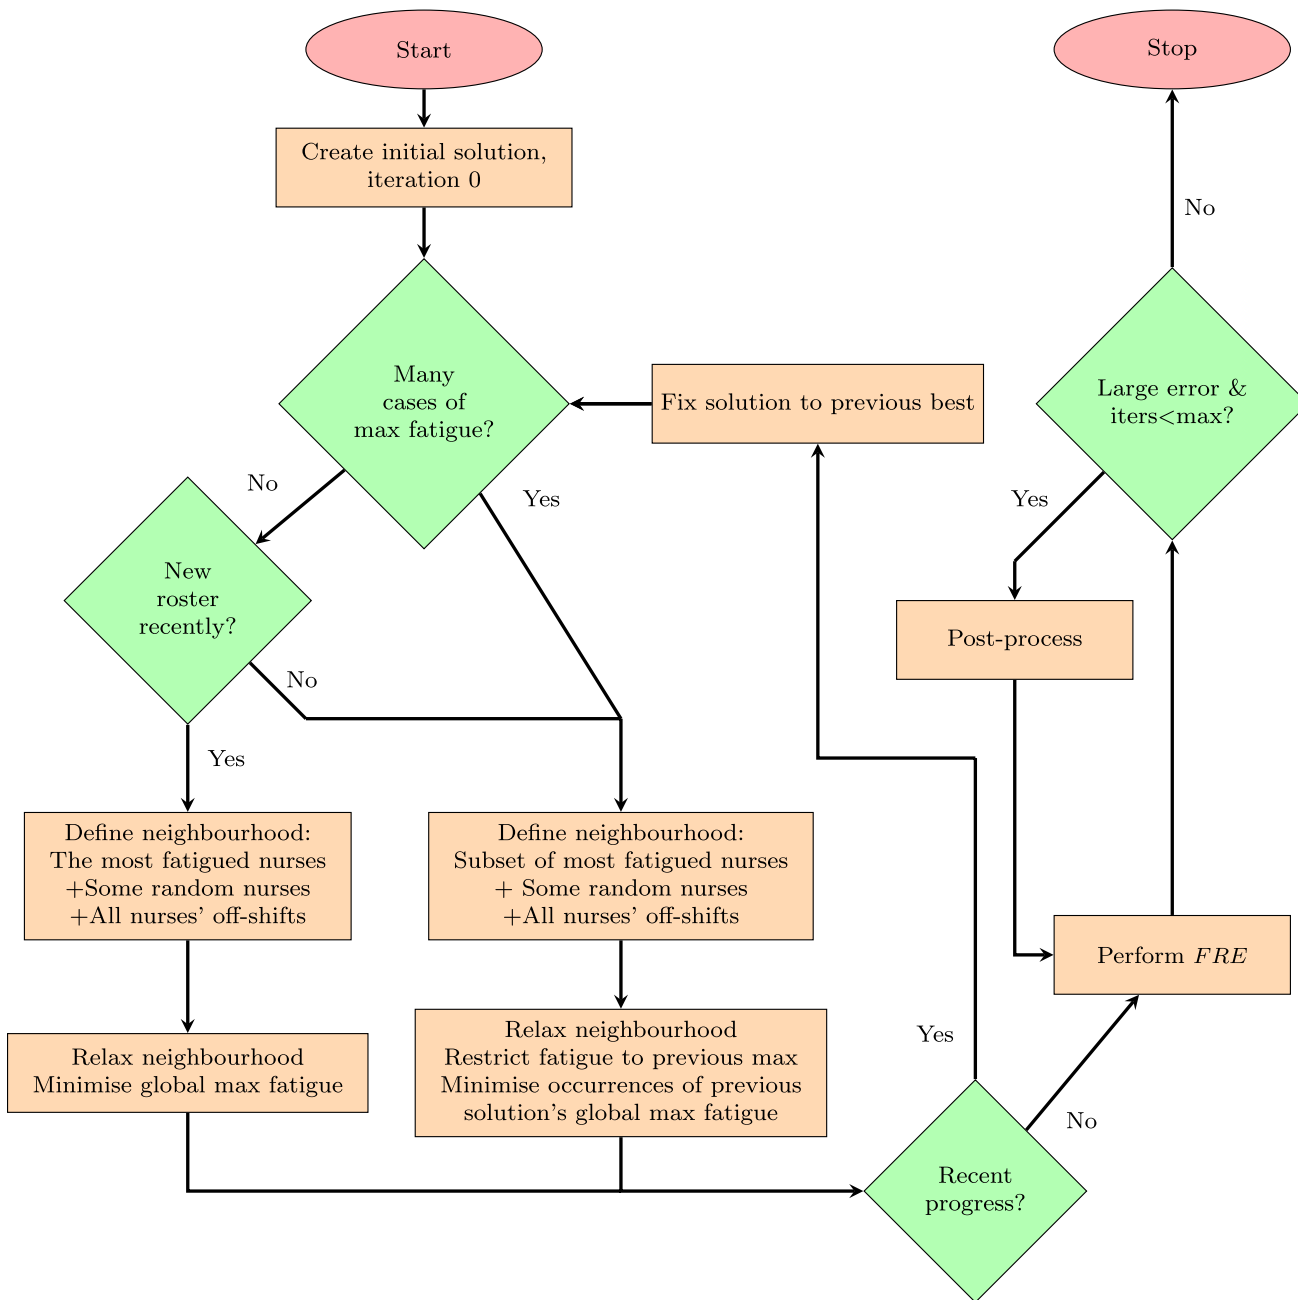 Start
Stop
Create initial solution,
iteration 0
No
Many
cases of
max fatigue?
Fix solution to previous best
Large error &
iters<max?
No
Yes
Yes
New
roster
recently?
Post-process
No
Yes
Define neighbourhood:
The most fatigued nurses
+Some random nurses
+All nurses' off-shifts
Define neighbourhood:
Subset of most fatigued nurses
+ Some random nurses
+All nurses' off-shifts
Perform FRE
Relax neighbourhood
Minimise global max fatigue
Relax neighbourhood
Restrict fatigue to previous max
Minimise occurrences of previous
solution's global max fatigue
Yes
No
Recent
progress?